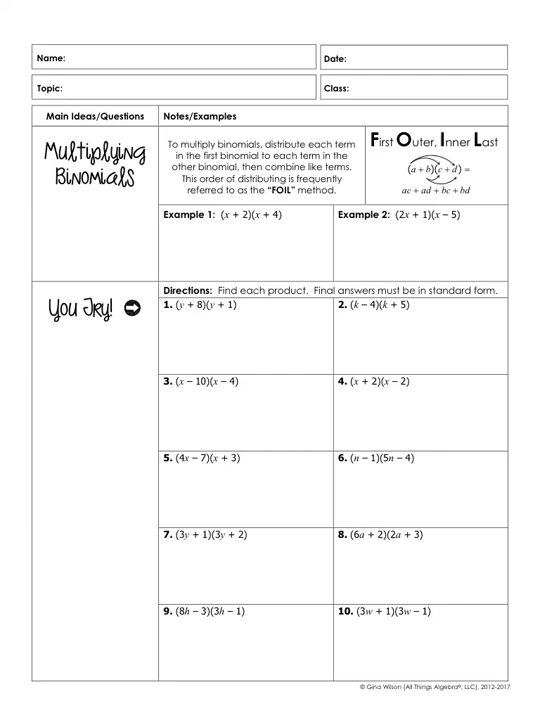 Name:
Date:
Topic:
Class:
Main Ideas/Questions
Notes/Examples
Multiplying
Binomials
To multiply binomials, distribute each term
in the first binomial to each term in the
other binomial, then combine like terms.
This order of distributing is frequently
referred to as the “FOIL” method.
First Outer, Inner Last
(a + b)(c + d) =
ac + ad + bc + bd
Example 1: (x + 2)(x + 4)
Example 2: (2x + 1)(x – 5)
You Try!
Directions: Find each product. Final answers must be in standard form.
1. (y + 8)(y + 1)
2. (k – 4)(k + 5)
3. (x – 10)(x – 4)
4. (x + 2)(x – 2)
5. (4x – 7)(x + 3)
6. (n – 1)(5n – 4)
7. (3y + 1)(3y + 2)
8. (6a + 2)(2a + 3)
9. (8h – 3)(3h – 1)
10. (3w + 1)(3w – 1)
© Gina Wilson (All Things Algebra®, LLC), 2012-2017